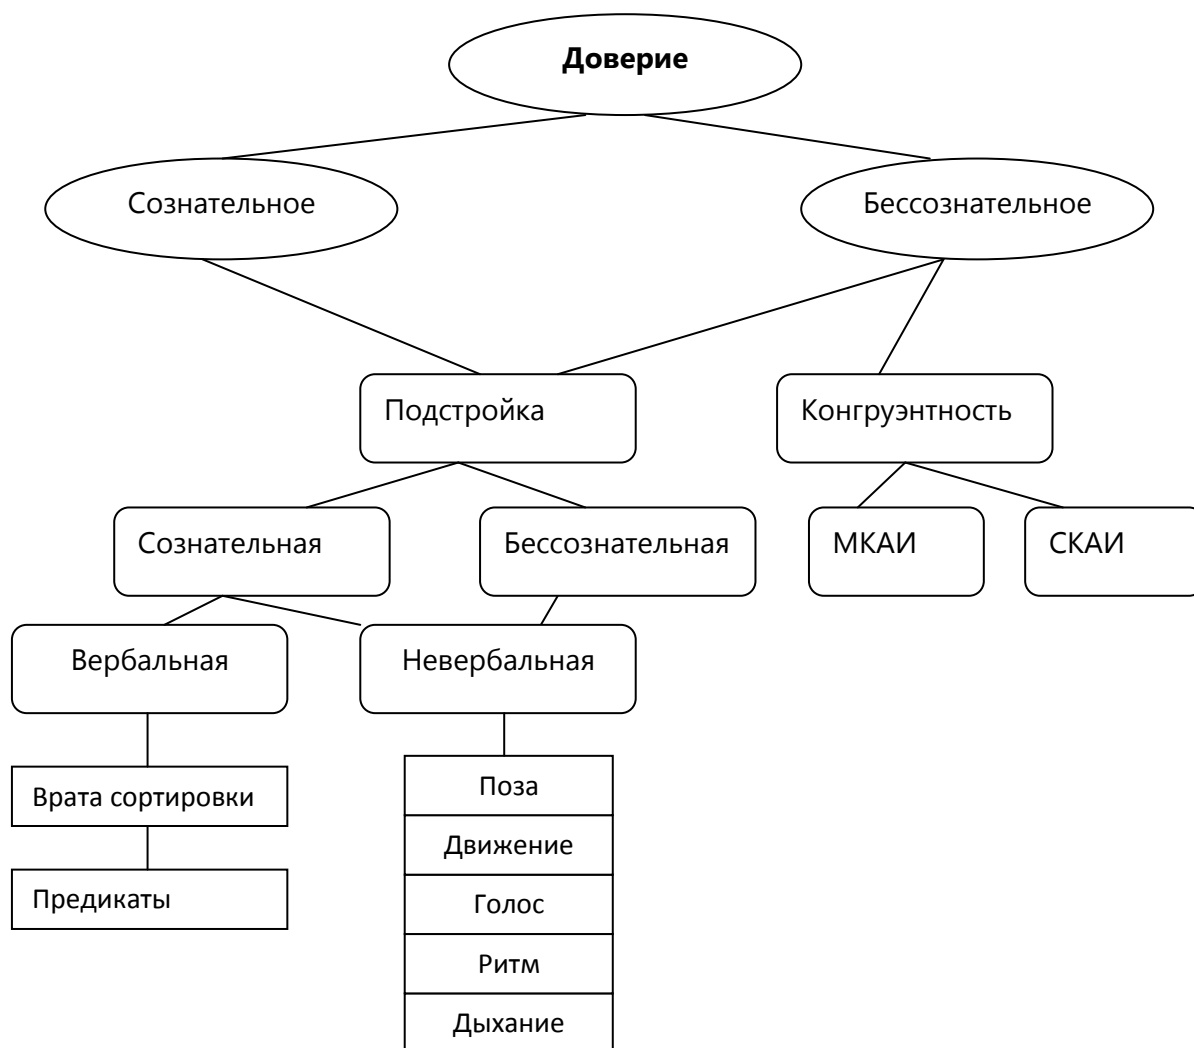 Доверие
Сознательное
Бессознательное
Подстройка
Конгруэнтность
Сознательная
Бессознательная
МКАИ
СКАИ
Вербальная
Невербальная
Врата сортировки
Предикаты
Поза
Движение
Голос
Ритм
Дыхание